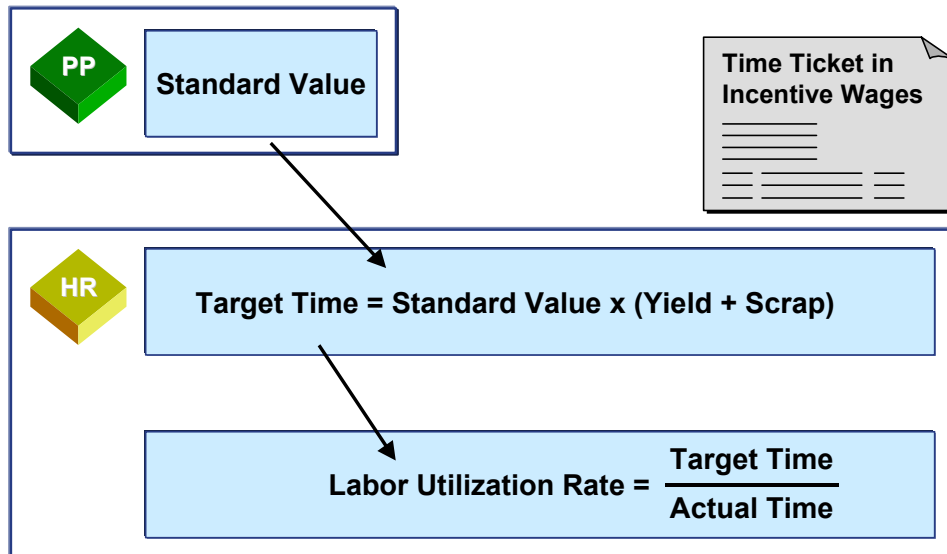 PP
Standard Value
Time Ticket in
Incentive Wages
HR
Target Time = Standard Value x (Yield + Scrap)
Labor Utilization Rate = Target Time
Actual Time